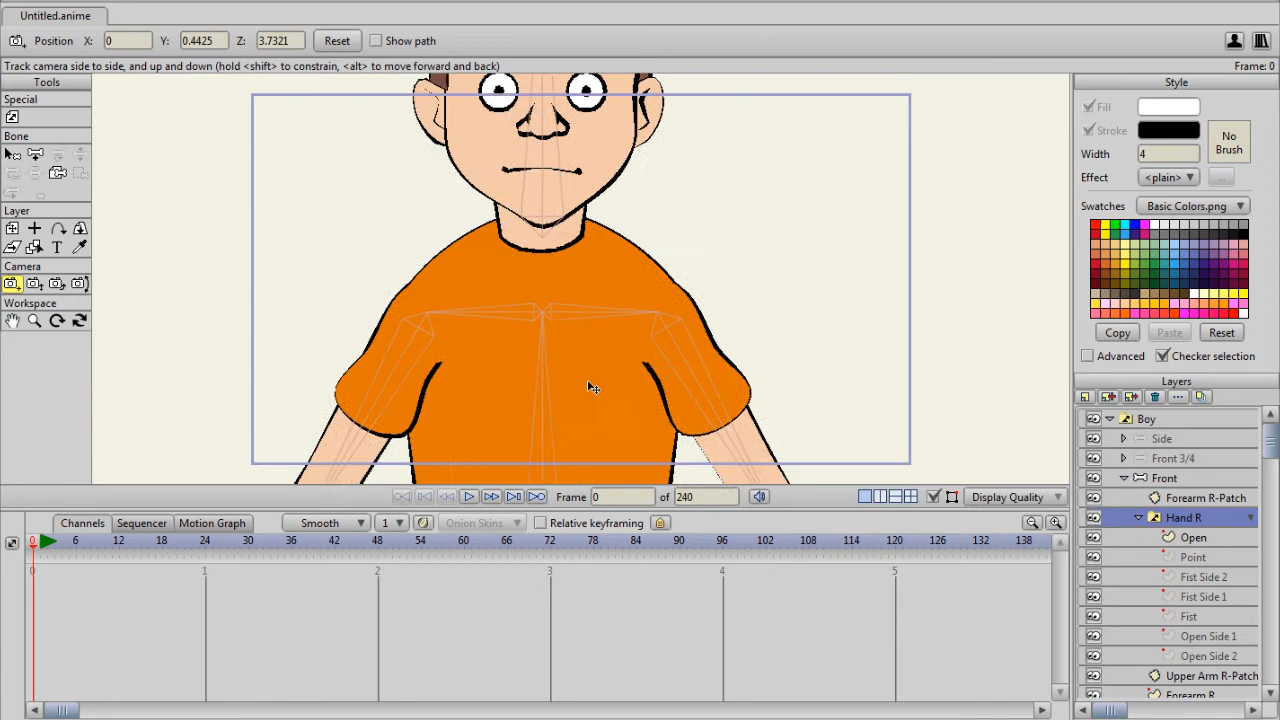 Untitled.anime
Position X: 0 Y: 0.4425 Z: 3.7321 Reset Show path
Track camera side to side, and up and down (hold <shift> to constrain, <alt> to move forward and back) Frame: 0
Tools
Special
Bone
Layer
T
Camera
Workspace
Style
Fill
Stroke
Width 4
No Brush
Effect <plain> ...
Swatches Basic Colors.png
Copy Paste Reset
Advanced Checker selection
Layers
Boy
Side
Front 3/4
Front
Forearm R-Patch
Hand R
Open
Point
Fist Side 2
Fist Side 1
Fist
Open Side 1
Open Side 2
Upper Arm R-Patch
Forearm R
Frame 0 of 240 Display Quality
Channels Sequencer Motion Graph Smooth 1 Onion Skins Relative keyframing
0 6 12 18 24 30 36 42 48 54 60 66 72 78 84 90 96 102 108 114 120 126 132 138
0 1 2 3 4 5